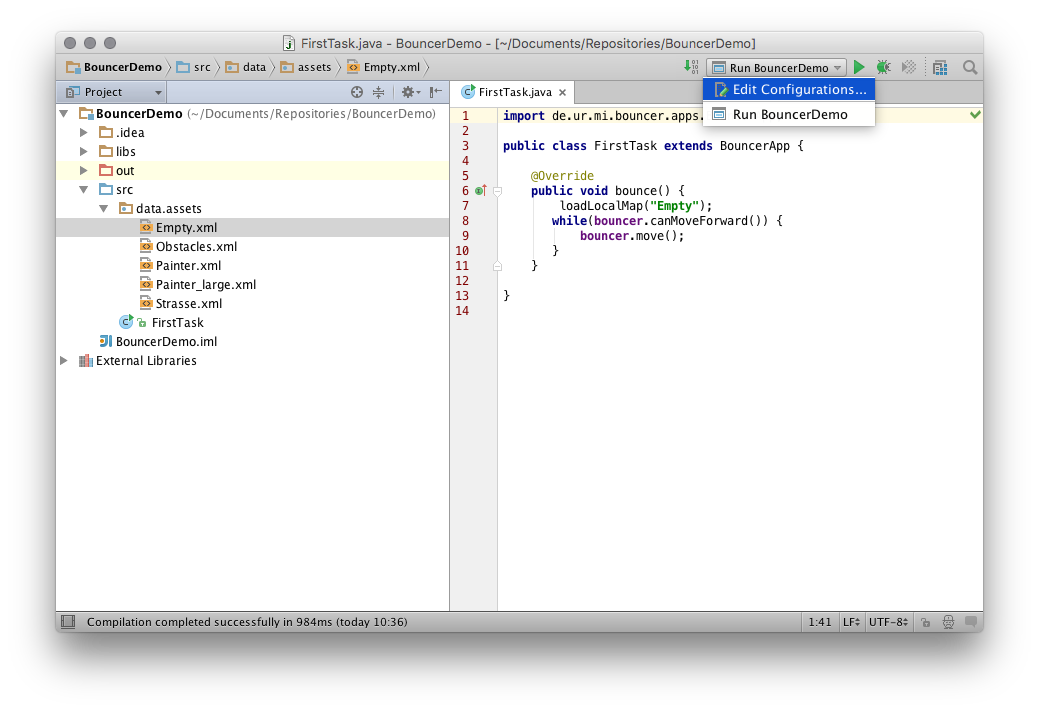 FirstTask.java - BouncerDemo - [~/Documents/Repositories/BouncerDemo]
BouncerDemo src data assets Empty.xml Run BouncerDemo
Project FirstTask.java Edit Configurations...
Run BouncerDemo
BouncerDemo (~/Documents/Repositories/BouncerDemo)
.idea
libs
out
src
data.assets
Empty.xml
Obstacles.xml
Painter.xml
Painter_large.xml
Strasse.xml
FirstTask
BouncerDemo.iml
External Libraries
1 import de.ur.mi.bouncer.apps.
2
3 public class FirstTask extends BouncerApp {
4
5 @Override
6 public void bounce() {
7 loadLocalMap("Empty");
8 while(bouncer.canMoveForward()) {
9 bouncer.move();
10 }
11 }
12
13 }
14
Compilation completed successfully in 984ms (today 10:36) 1:41 LF UTF-8